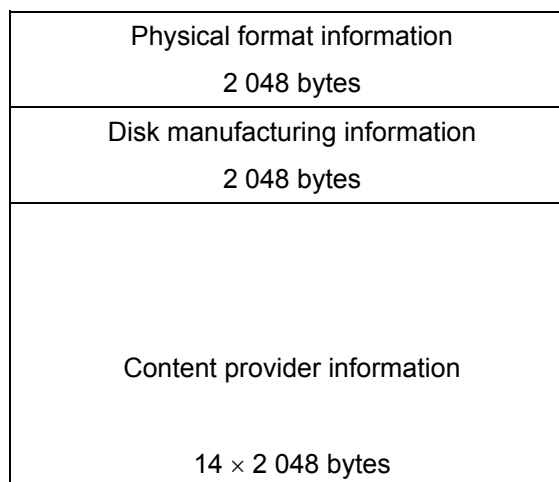 Physical format information
2 048 bytes
Disk manufacturing information
2 048 bytes
Content provider information
14 × 2 048 bytes